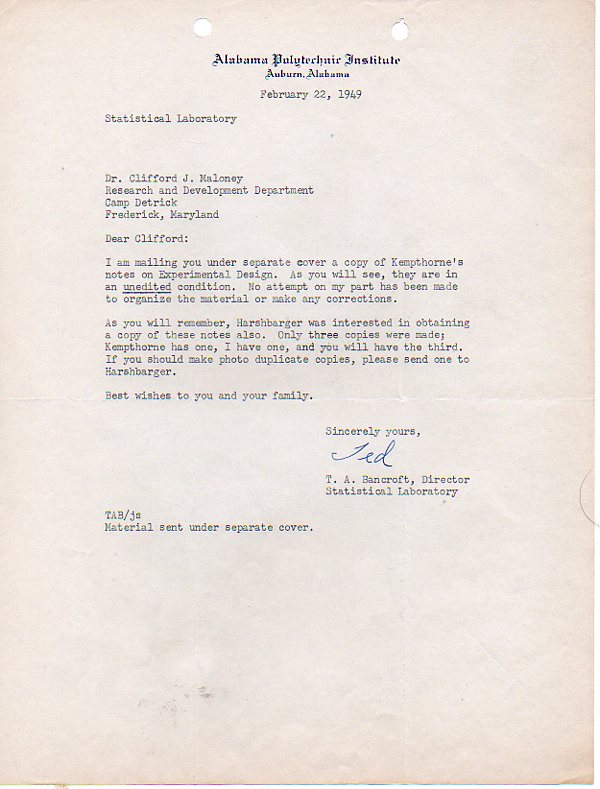 Alabama Polytechnic Institute
Auburn, Alabama
February 22, 1949
Statistical Laboratory
Dr. Clifford J. Maloney
Research and Development Department
Camp Detrick
Frederick, Maryland
Dear Clifford:
I am mailing you under separate cover a copy of Kempthorne's
notes on Experimental Design. As you will see, they are in
an unedited condition. No attempt on my part has been made
to organize the material or make any corrections.
As you will remember, Harshbarger was interested in obtaining
a copy of these notes also. Only three copies were made;
Kempthorne has one, I have one, and you will have the third.
If you should make photo duplicate copies, please send one to
Harshbarger.
Best wishes to you and your family.
Sincerely yours,
Ted
T. A. Bancroft, Director
Statistical Laboratory
TAB/js
Material sent under separate cover.